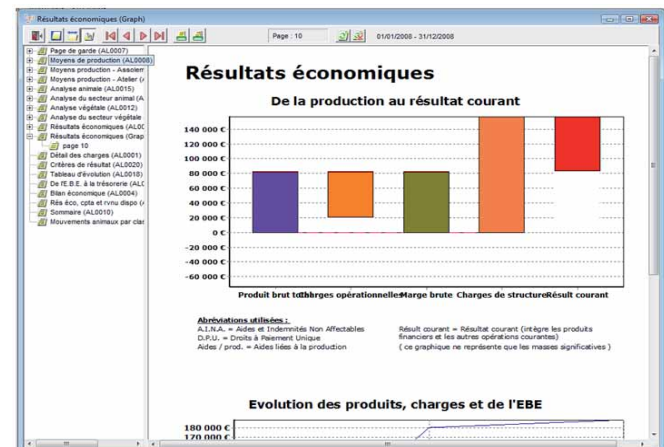 Résultats économiques (Graph)
Page : 10
01/01/2008 - 31/12/2008
Page de garde (AL0007)
Moyens de production (AL0008)
Moyens production - Assolem
Moyens production - Atelier (
Analyse animale (AL0015)
Analyse du secteur animal (A
Analyse végétale (AL0012)
Analyse du secteur végétale
Résultats économiques (AL0
Résultats économiques (Grap
page 10
Détail des charges (AL0001)
Critères de résultat (AL0020)
Tableau d'évolution (AL0018)
De l'E.B.E. à la trésorerie (AL
Bilan économique (AL0004)
Rés éco, cpta et rvnu dispo (
Sommaire (AL0010)
Mouvements animaux par clas
Résultats économiques
De la production au résultat courant
140 000 €
120 000 €
100 000 €
80 000 €
60 000 €
40 000 €
20 000 €
0 €
-20 000 €
-40 000 €
-60 000 €
Produit brut total Charges opérationnelles Marge brute Charges de structure Résult courant
Abréviations utilisées :
A.I.N.A. = Aides et Indemnités Non Affectables
D.P.U. = Droits à Paiement Unique
Aides / prod. = Aides liées à la production
Résult courant = Résultat courant (intègre les produits
financiers et les autres opérations courantes)
( ce graphique ne représente que les masses significatives )
Evolution des produits, charges et de l'EBE
180 000 €
170 000 €